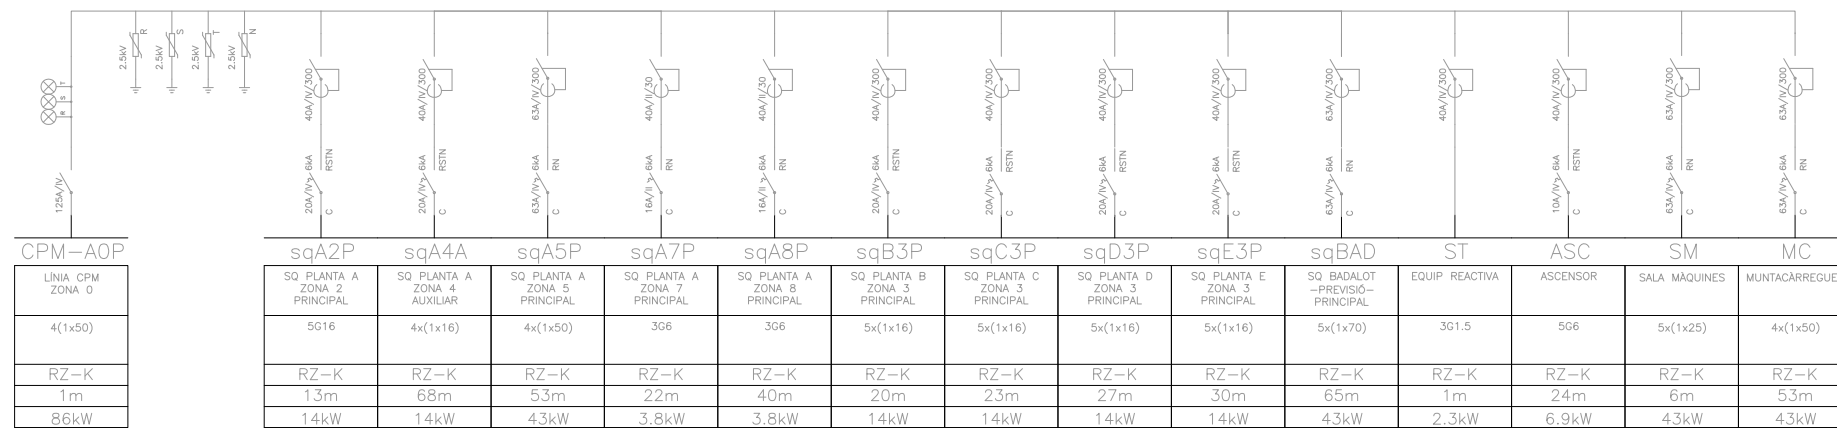 R
S
T
N
2.5kV
2.5kV
2.5kV
2.5kV
T
S
R
40A/IV/300
40A/IV/300
63A/IV/300
40A/II/30
40A/II/30
40A/IV/300
40A/IV/300
40A/IV/300
40A/IV/300
63A/IV/300
40A/IV/300
40A/IV/300
63A/IV/300
63A/IV/300
125A/IV
20A/IV
6kA
RSTN
C
20A/IV
6kA
RSTN
C
63A/IV
6kA
RSTN
C
16A/II
6kA
RN
C
16A/II
6kA
RN
C
20A/IV
6kA
RSTN
C
20A/IV
6kA
RSTN
C
20A/IV
6kA
RSTN
C
20A/IV
6kA
RSTN
C
63A/IV
6kA
RN
C
10A/IV
6kA
RSTN
C
63A/IV
6kA
RN
C
63A/IV
6kA
RN
C
CPM-A0P sqA2P sqA4A sqA5P sqA7P sqA8P sqB3P sqC3P sqD3P sqE3P sqBAD ST ASC SM MC
LÍNIA CPM
ZONA 0
SQ PLANTA A
ZONA 2
PRINCIPAL
SQ PLANTA A
ZONA 4
AUXILIAR
SQ PLANTA A
ZONA 5
PRINCIPAL
SQ PLANTA A
ZONA 7
PRINCIPAL
SQ PLANTA A
ZONA 8
PRINCIPAL
SQ PLANTA B
ZONA 3
PRINCIPAL
SQ PLANTA C
ZONA 3
PRINCIPAL
SQ PLANTA D
ZONA 3
PRINCIPAL
SQ PLANTA E
ZONA 3
PRINCIPAL
SQ BADALOT
-PREVISIÓ-
PRINCIPAL
EQUIP REACTIVA
ASCENSOR
SALA MÀQUINES
MUNTACÀRREGUE
4(1x50) 5G16 4x(1x16) 4x(1x50) 3G6 3G6 5x(1x16) 5x(1x16) 5x(1x16) 5x(1x16) 5x(1x70) 3G1.5 5G6 5x(1x25) 4x(1x50)
RZ-K RZ-K RZ-K RZ-K RZ-K RZ-K RZ-K RZ-K RZ-K RZ-K RZ-K RZ-K RZ-K RZ-K RZ-K
1m 13m 68m 53m 22m 40m 20m 23m 27m 30m 65m 1m 24m 6m 53m
86kW 14kW 14kW 43kW 3.8kW 3.8kW 14kW 14kW 14kW 14kW 43kW 2.3kW 6.9kW 43kW 43kW